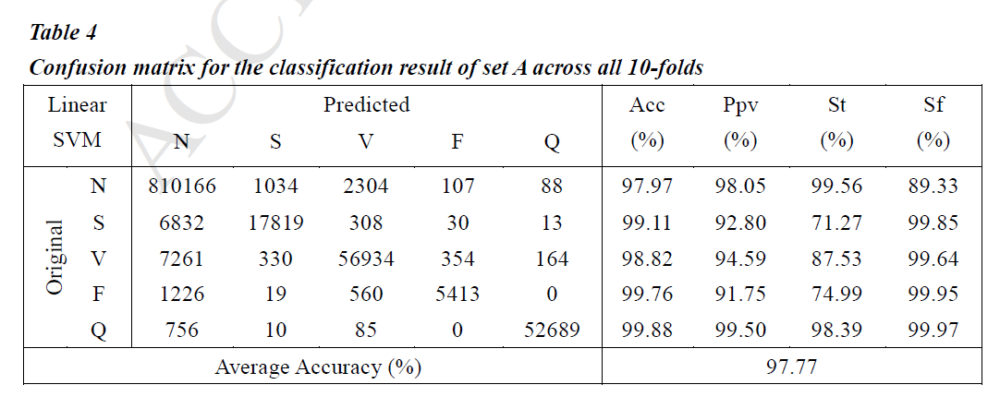 ACC
Table 4
Confusion matrix for the classification result of set A across all 10-folds
Linear SVM Predicted Acc (%) Ppv (%) St (%) Sf (%)
N S V F Q
Original
N 810166 1034 2304 107 88 97.97 98.05 99.56 89.33
S 6832 17819 308 30 13 99.11 92.80 71.27 99.85
V 7261 330 56934 354 164 98.82 94.59 87.53 99.64
F 1226 19 560 5413 0 99.76 91.75 74.99 99.95
Q 756 10 85 0 52689 99.88 99.50 98.39 99.97
Average Accuracy (%) 97.77